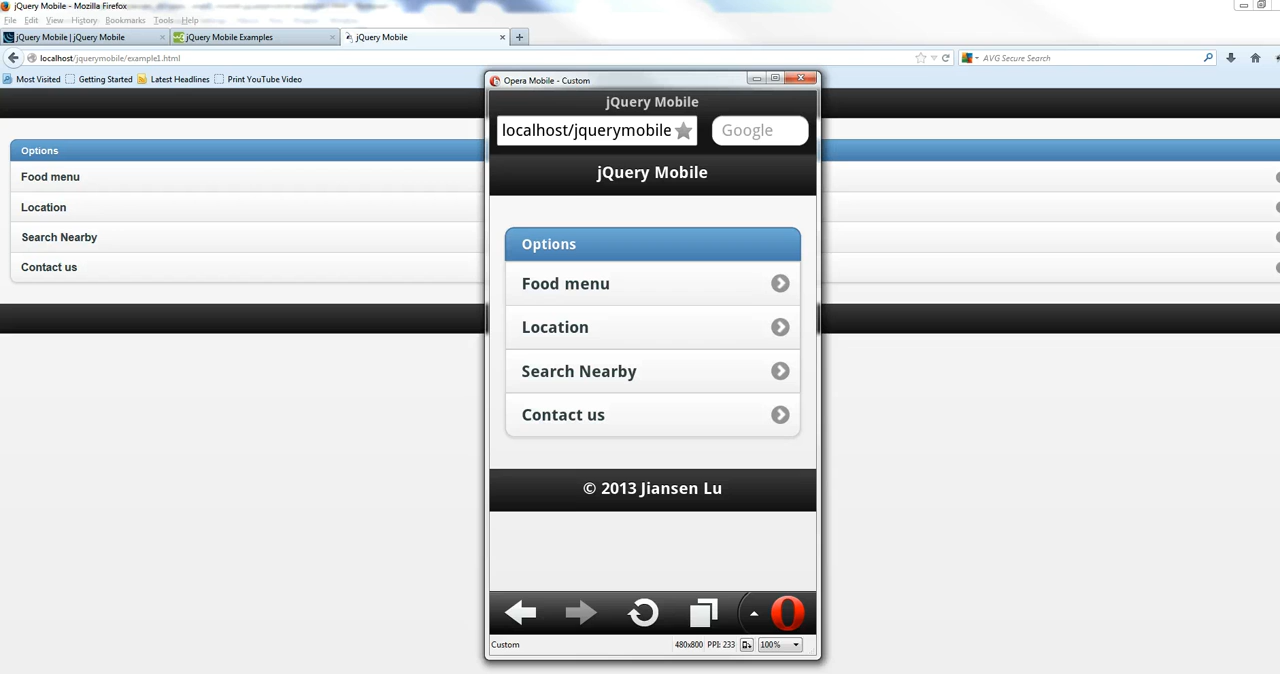 jQuery Mobile - Mozilla Firefox
File Edit View History Bookmarks Tools Help
jQuery Mobile | jQuery Mobile
jQuery Mobile Examples
jQuery Mobile
localhost/jquerymobile/example1.html
AVG Secure Search
Most Visited Getting Started Latest Headlines Print YouTube Video
Options
Food menu
Location
Search Nearby
Contact us
Opera Mobile - Custom
jQuery Mobile
localhost/jquerymobile
Google
jQuery Mobile
Options
Food menu
Location
Search Nearby
Contact us
© 2013 Jiansen Lu
Custom 480x800 PPI: 233 100%